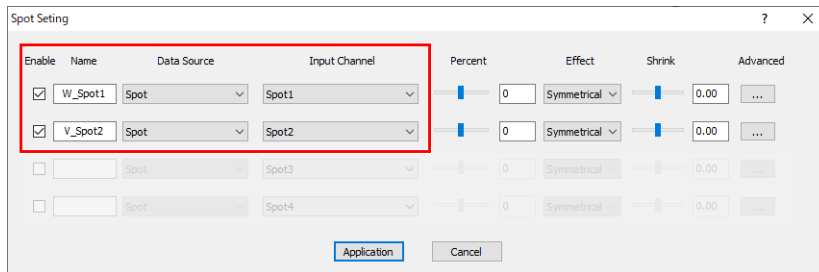 Spot Seting ? ×
Enable Name Data Source Input Channel Percent Effect Shrink Advanced
W_Spot1 Spot Spot1 0 Symmetrical 0.00 ...
V_Spot2 Spot Spot2 0 Symmetrical 0.00 ...
Spot Spot3 0 Symmetrical 0.00 ...
Spot Spot4 0 Symmetrical 0.00 ...
Application Cancel